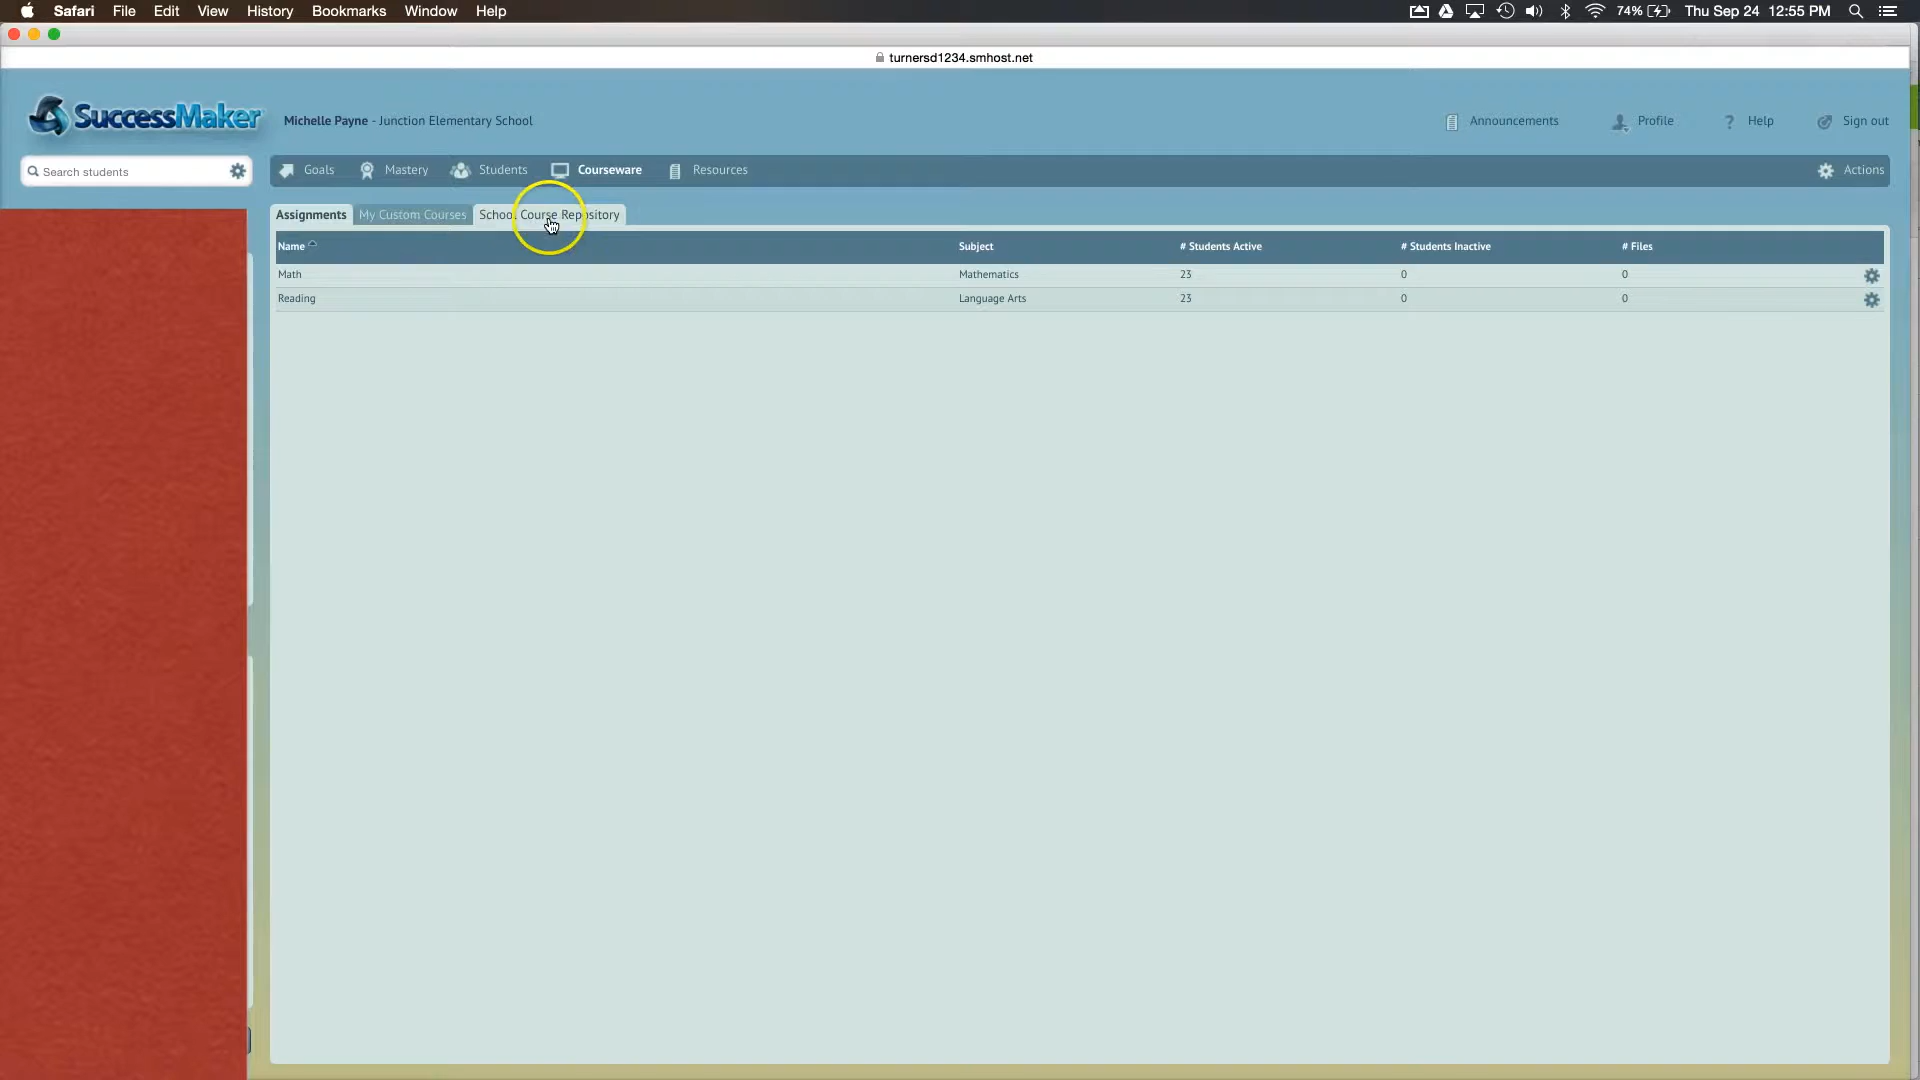 Safari File Edit View History Bookmarks Window Help 74% Thu Sep 24 12:55 PM
turnersd1234.smhost.net
SuccessMaker
Michelle Payne - Junction Elementary School
Announcements Profile ? Help Sign out
Search students
Goals Mastery Students Courseware Resources Actions
Assignments My Custom Courses School Course Repository
Name Subject # Students Active # Students Inactive # Files
Math Mathematics 23 0 0
Reading Language Arts 23 0 0